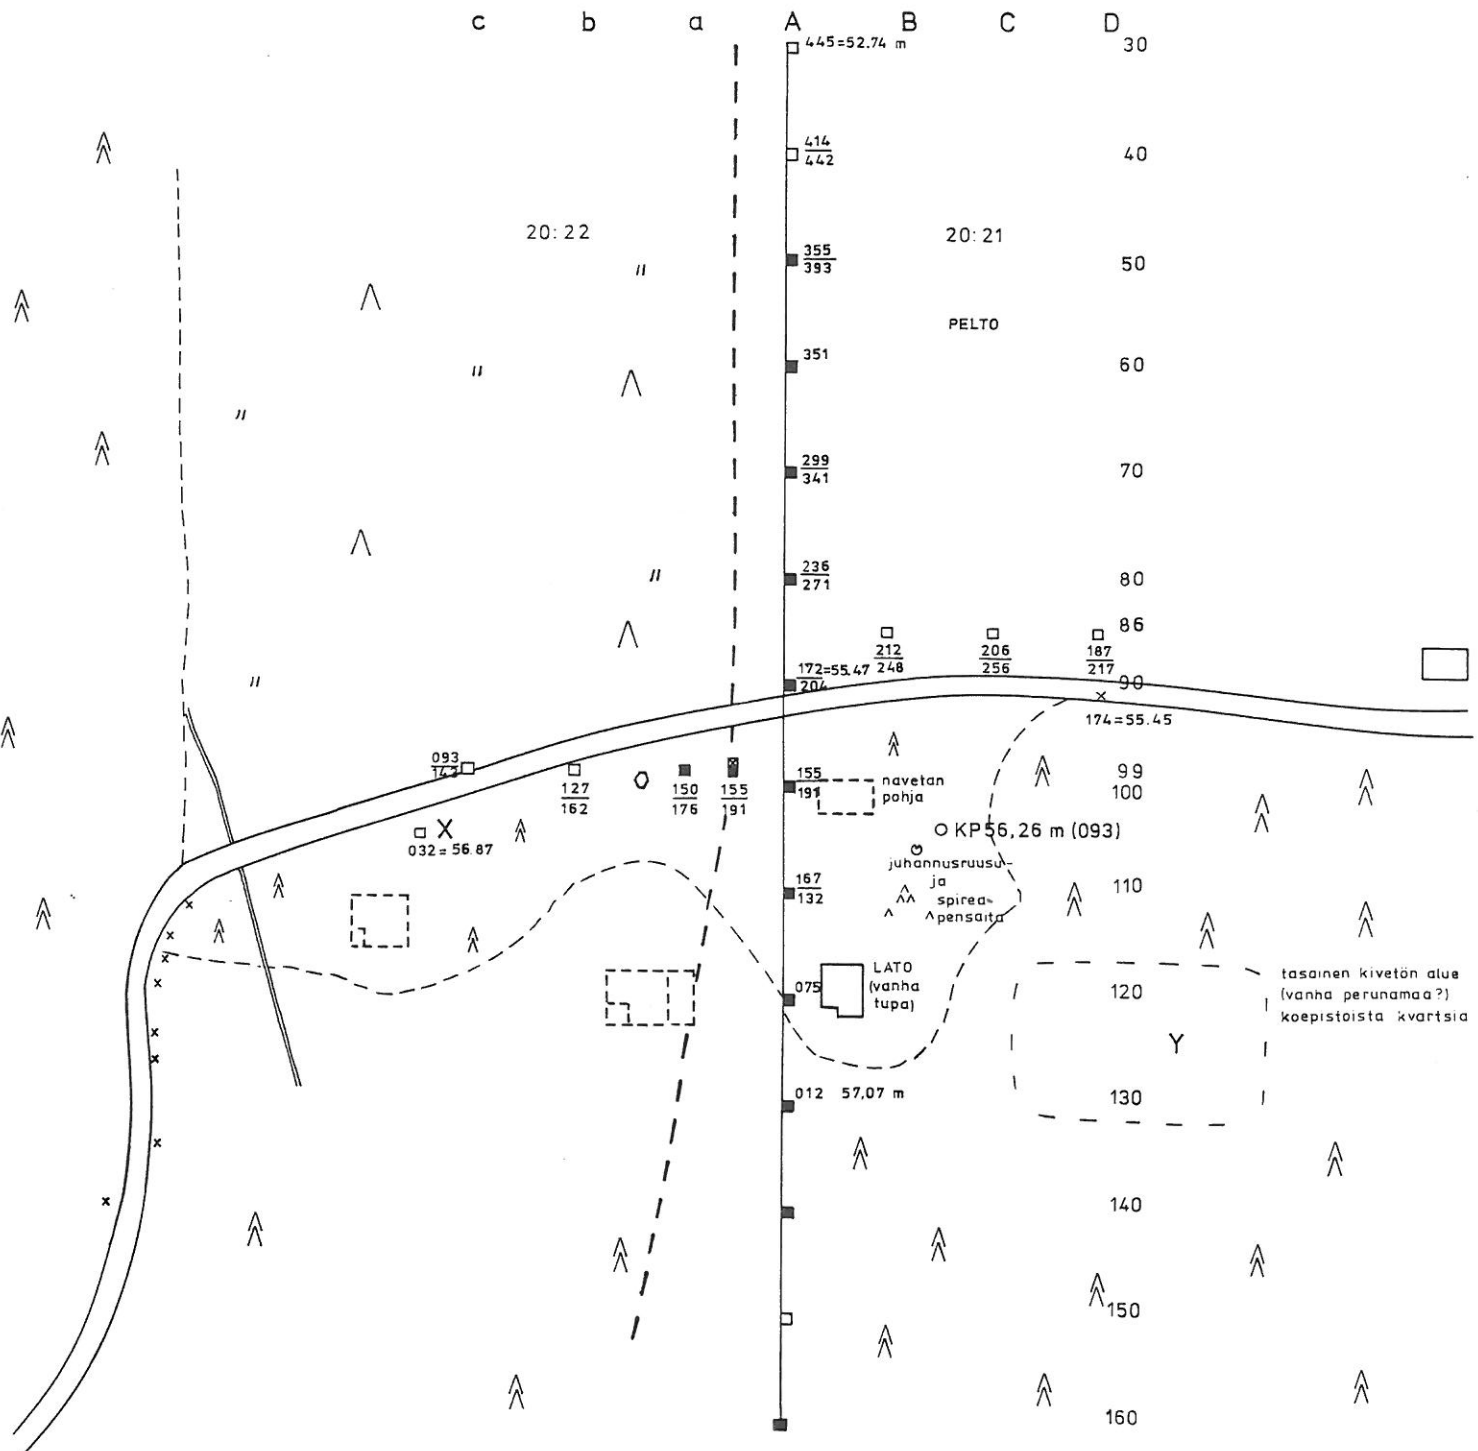 c b a A B C D
445=52.74 m
30
414
442
40
20:22
20:21
355
393
50
PELTO
351
60
299
341
70
236
271
80
86
212
248
206
256
187
217
172=55.47
204
90
174=55.45
093
142
127
162
150
176
155
191
155
191
navetan
pohja
99
100
032=56.87
KP56,26 m (093)
juhannusruusu-
ja
spirea-
pensaita
167
132
110
X
075
LATO
(vanha
tupa)
120
tasainen kivetön alue
(vanha perunamaa?)
koepistoista kvartsia
Y
012 57,07 m
130
140
150
160